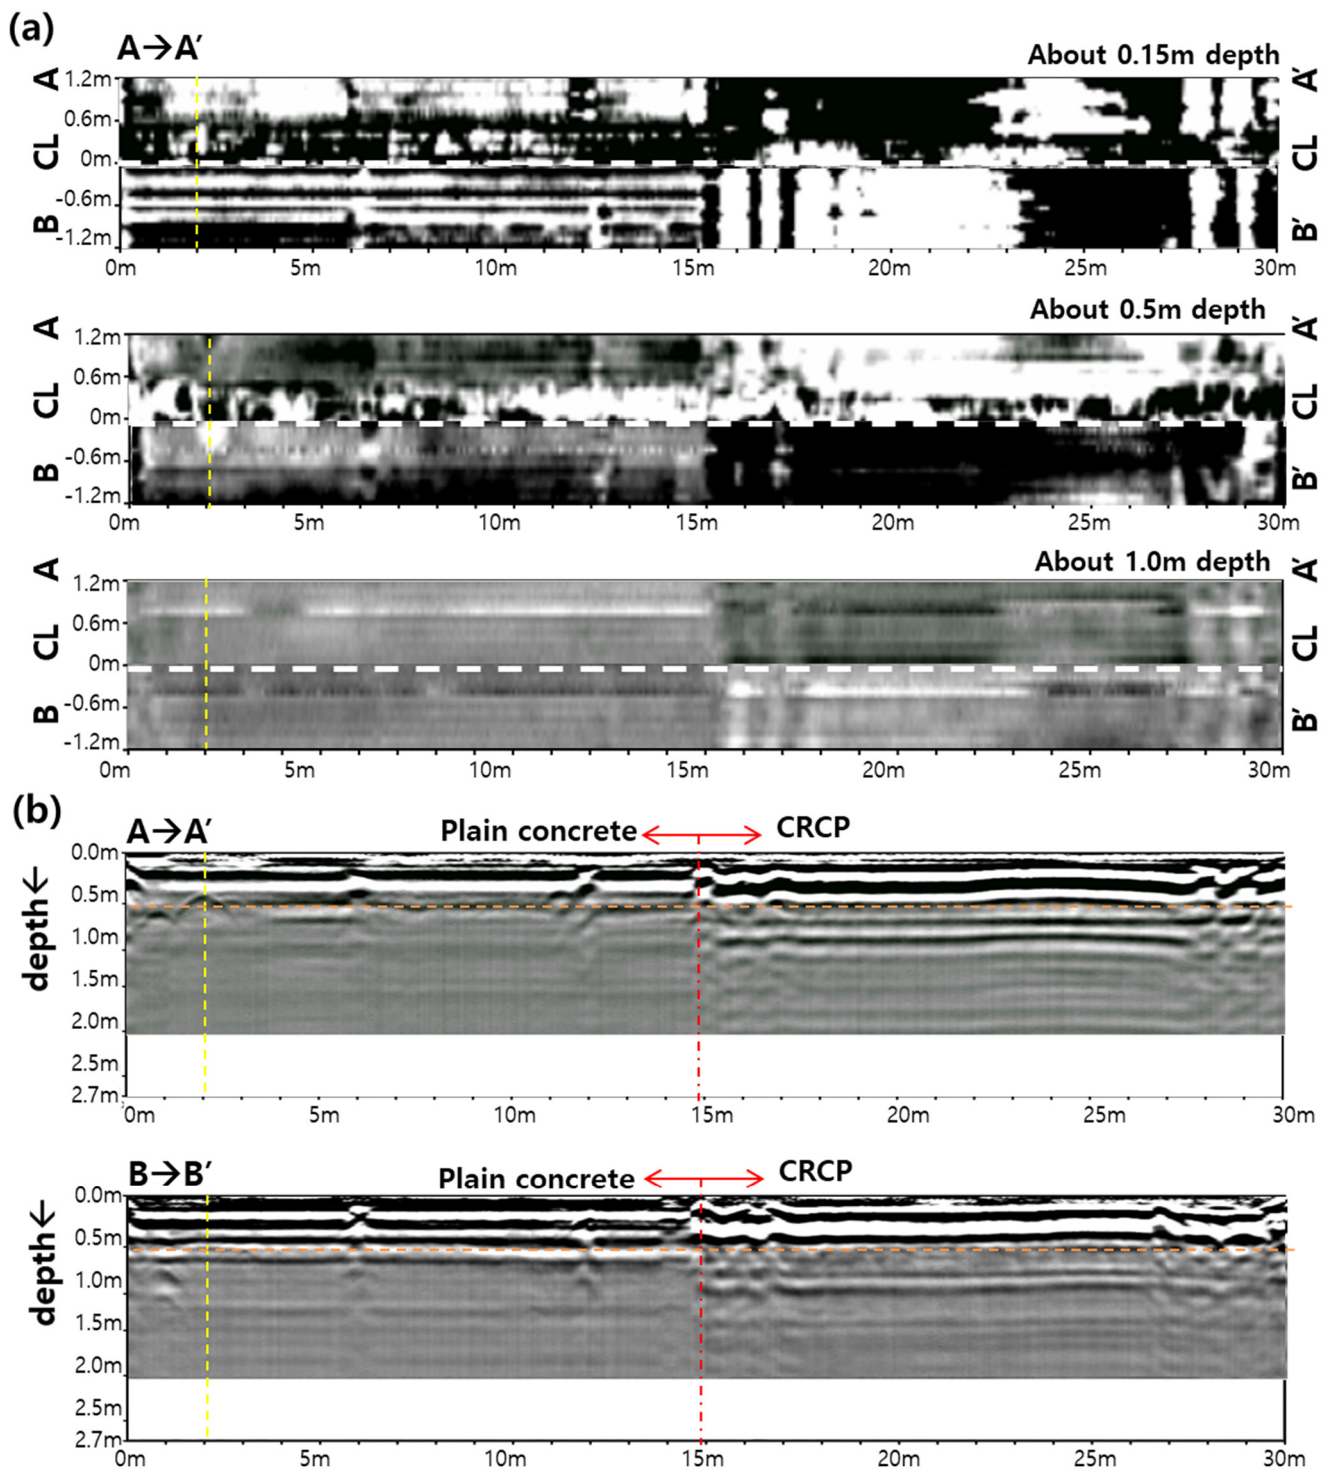 (a)
A→A′
About 0.15m depth
A CL B
1.2m
0.6m
0m
-0.6m
-1.2m
A′ CL B′
0m 5m 10m 15m 20m 25m 30m
About 0.5m depth
A CL B
1.2m
0.6m
0m
-0.6m
-1.2m
A′ CL B′
0m 5m 10m 15m 20m 25m 30m
About 1.0m depth
A CL B
1.2m
0.6m
0m
-0.6m
-1.2m
A′ CL B′
0m 5m 10m 15m 20m 25m 30m
(b)
A→A′
Plain concrete CRCP
depth←
0.0m
0.5m
1.0m
1.5m
2.0m
2.5m
2.7m
0m 5m 10m 15m 20m 25m 30m
B→B′
Plain concrete CRCP
depth←
0.0m
0.5m
1.0m
1.5m
2.0m
2.5m
2.7m
0m 5m 10m 15m 20m 25m 30m